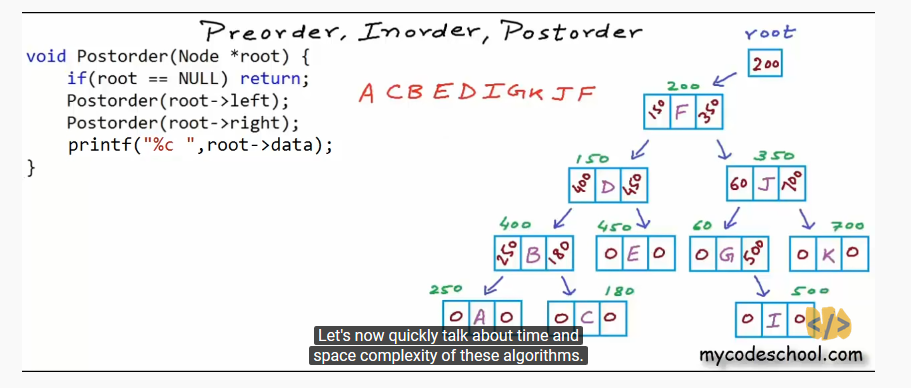 Preorder, Inorder, Postorder
void Postorder(Node *root) {
if(root == NULL) return;
Postorder(root->left);
Postorder(root->right);
printf("%c ",root->data);
}
A C B E D I G K J F
root
200
200
150 F 350
150
400 D 450
350
60 J 700
400
250 B 180
450
0 E 0
60
0 G 500
700
0 K 0
250
0 A 0
180
0 C 0
500
0 I 0
</>
Let's now quickly talk about time and
space complexity of these algorithms.
mycodeschool.com